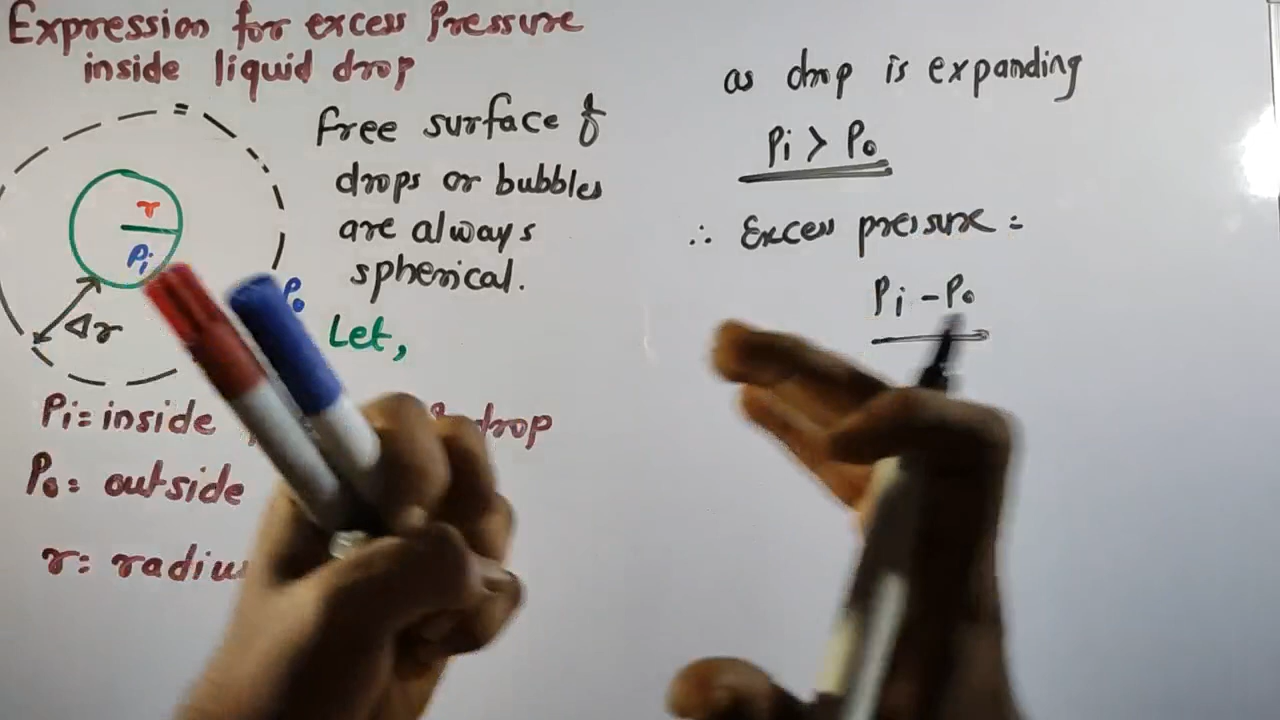 Expression for excess Pressure
inside liquid drop
=
r
Pi
Po
Δr
free surface of
drops or bubbles
are always
spherical.
Let,
Pi = inside drop
Po = outside
r = radius
as drop is expanding
Pi > Po
∴ Excess pressure =
Pi - Po